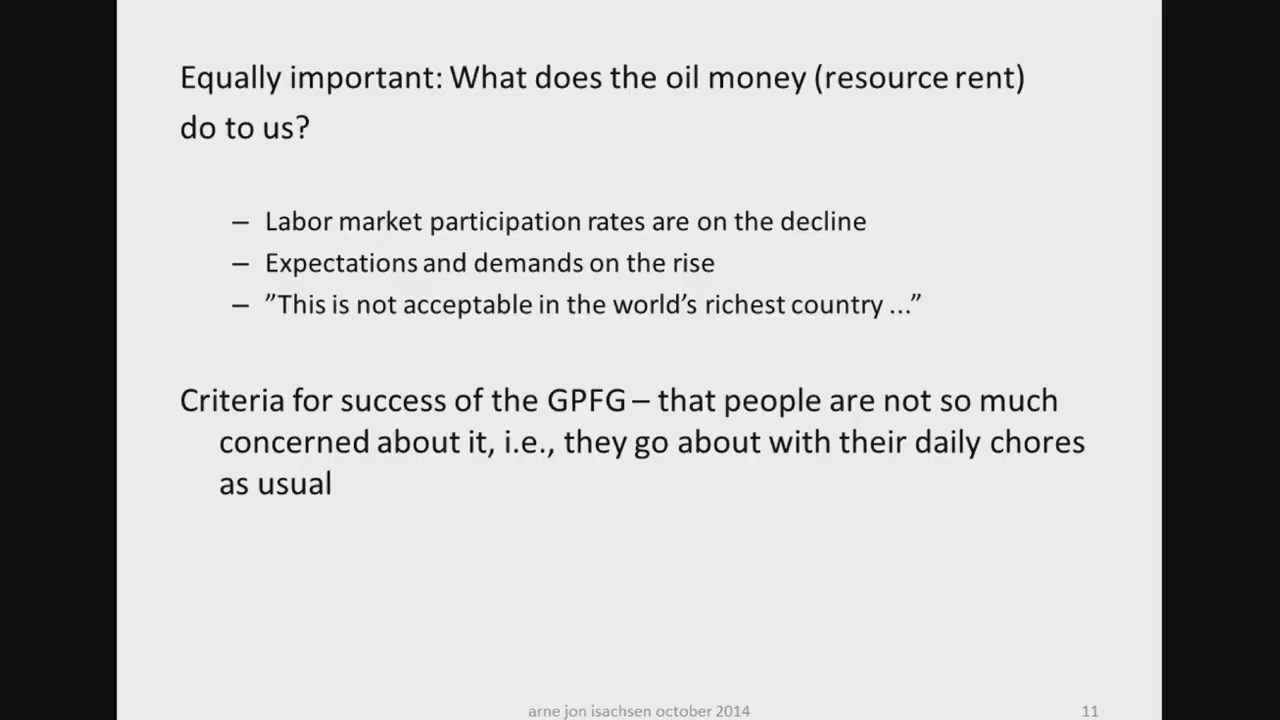 Equally important: What does the oil money (resource rent)
do to us?
– Labor market participation rates are on the decline
– Expectations and demands on the rise
– ”This is not acceptable in the world’s richest country ...”
Criteria for success of the GPFG – that people are not so much
concerned about it, i.e., they go about with their daily chores
as usual
arne jon isachsen october 2014
11